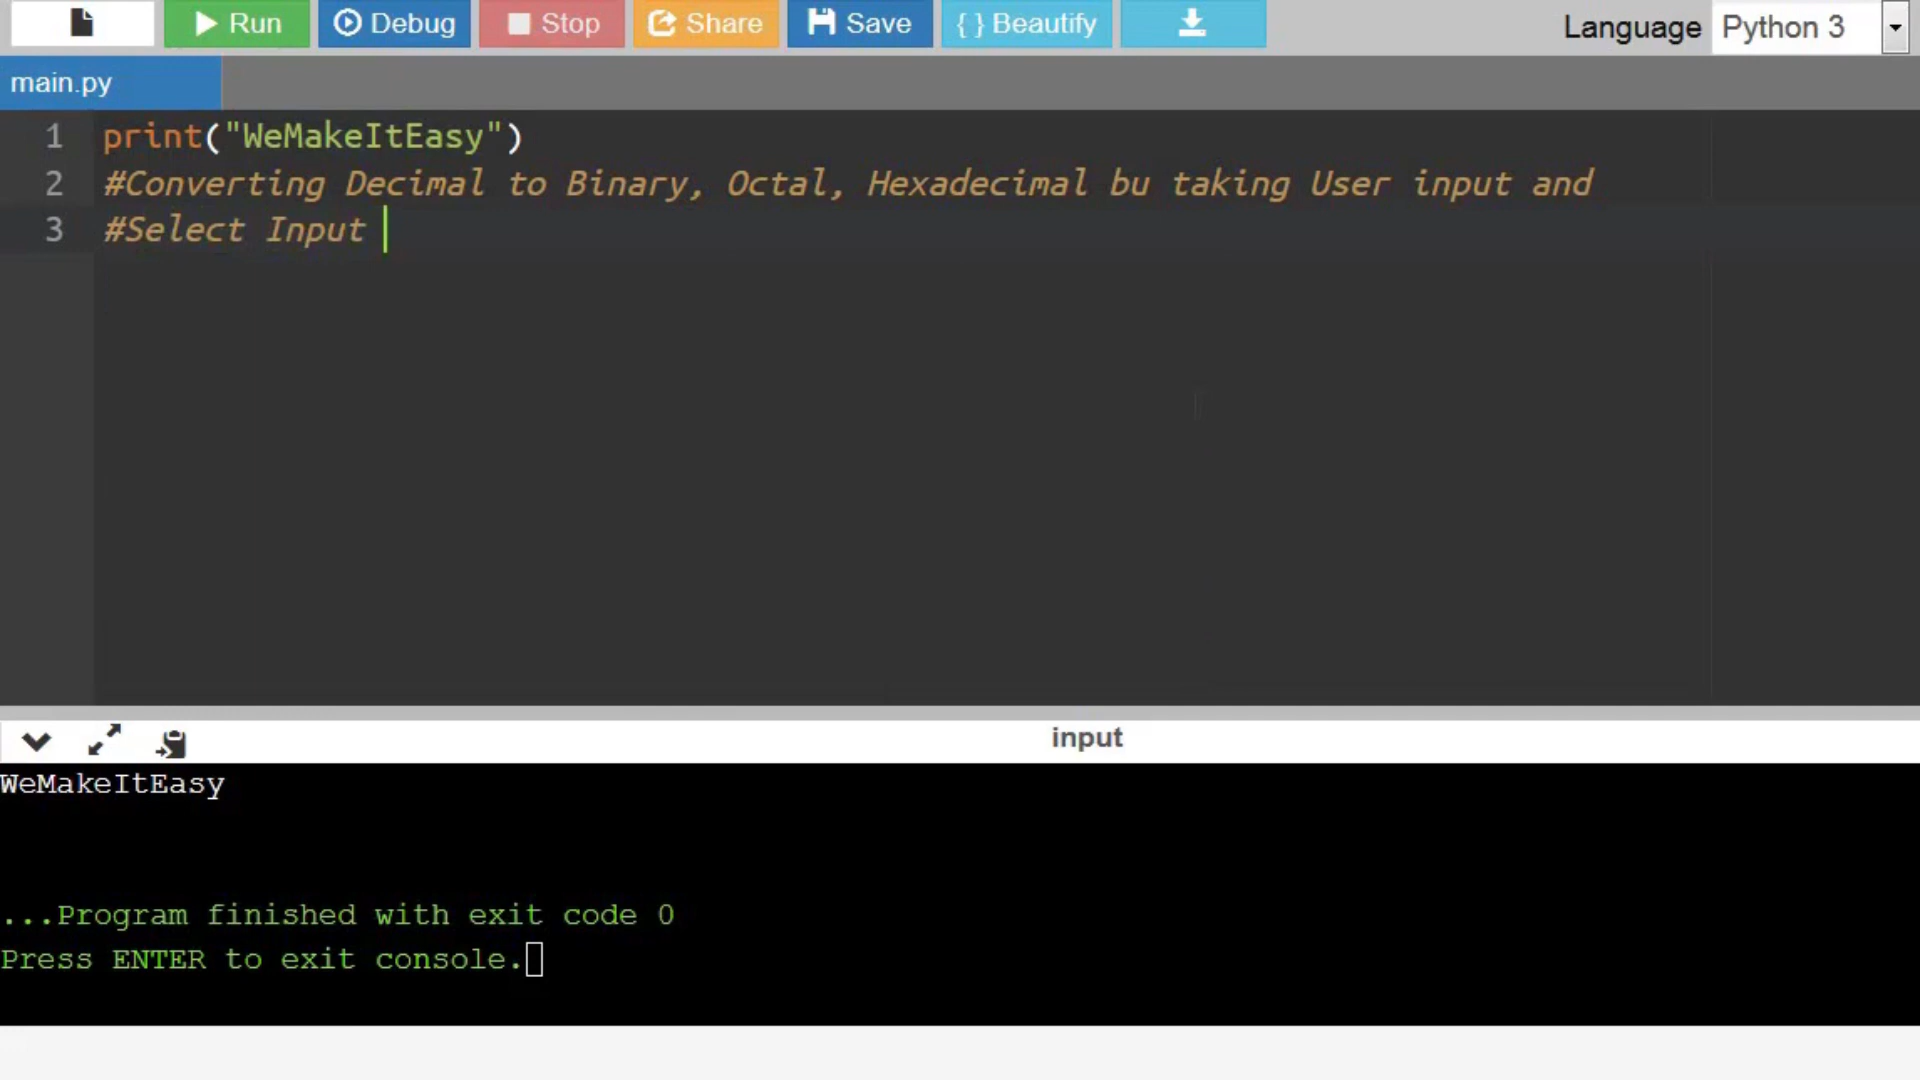 Run Debug Stop Share Save { } Beautify Language Python 3
main.py
1 print("WeMakeItEasy")
2 #Converting Decimal to Binary, Octal, Hexadecimal bu taking User input and
3 #Select Input
input
WeMakeItEasy
...Program finished with exit code 0
Press ENTER to exit console.